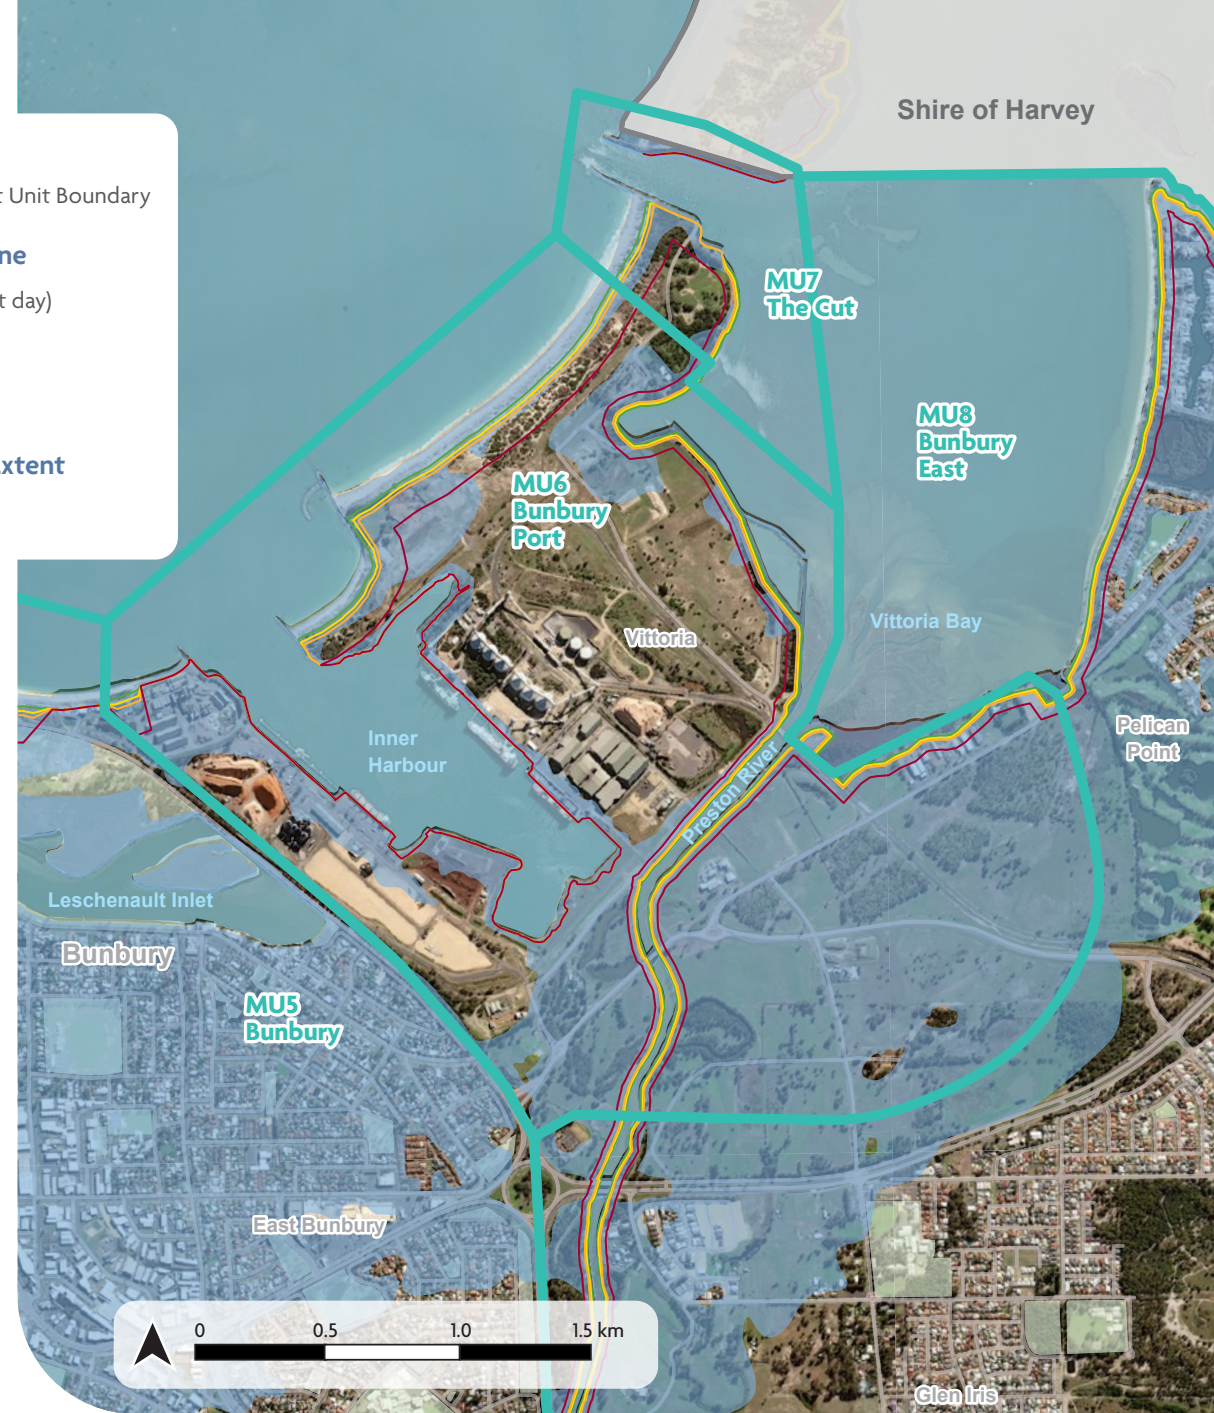 Shire of Harvey
t Unit Boundary
ne
t day)
xtent
MU7
The Cut
MU8
Bunbury
East
MU6
Bunbury
Port
Vittoria
Vittoria Bay
Inner
Harbour
Pelican
Point
Preston River
Leschenault Inlet
Bunbury
MU5
Bunbury
East Bunbury
0 0.5 1.0 1.5 km
Glen Iris